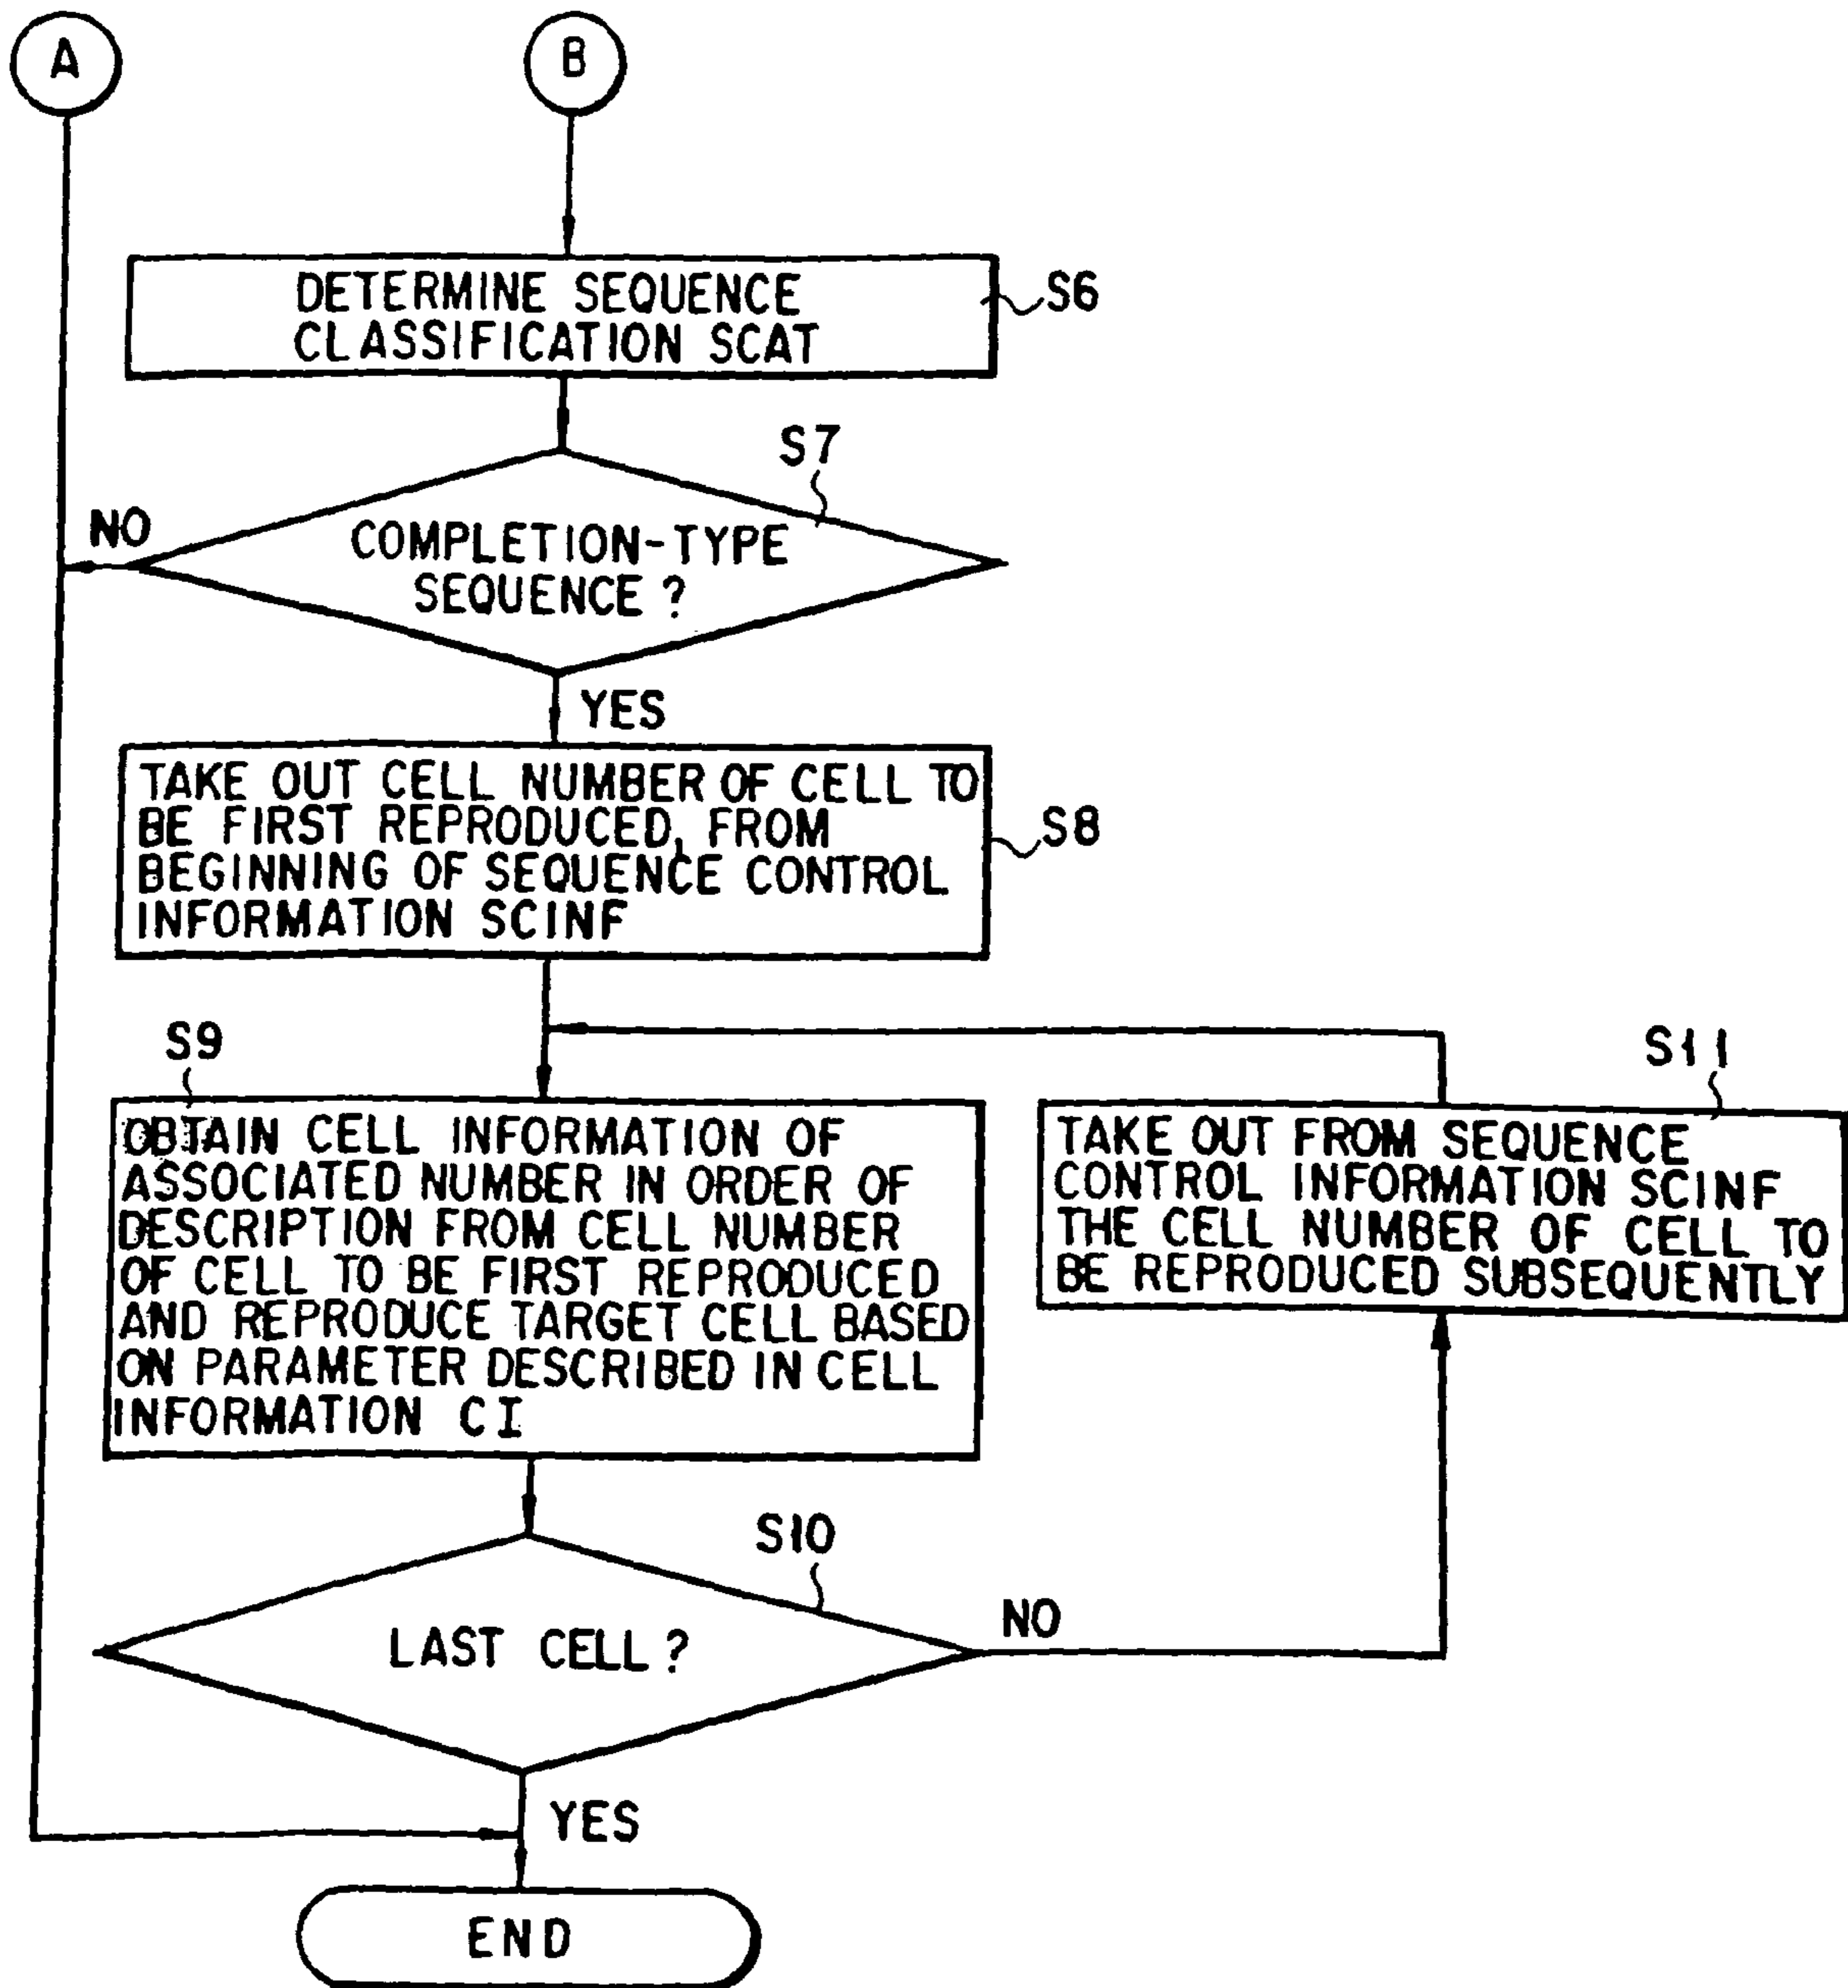 A
B
DETERMINE SEQUENCE
CLASSIFICATION SCAT
S6
S7
NO
COMPLETION-TYPE
SEQUENCE?
YES
TAKE OUT CELL NUMBER OF CELL TO
BE FIRST REPRODUCED, FROM
BEGINNING OF SEQUENCE CONTROL
INFORMATION SCINF
S8
S9
OBTAIN CELL INFORMATION OF
ASSOCIATED NUMBER IN ORDER OF
DESCRIPTION FROM CELL NUMBER
OF CELL TO BE FIRST REPRODUCED
AND REPRODUCE TARGET CELL BASED
ON PARAMETER DESCRIBED IN CELL
INFORMATION CI
S11
TAKE OUT FROM SEQUENCE
CONTROL INFORMATION SCINF
THE CELL NUMBER OF CELL TO
BE REPRODUCED SUBSEQUENTLY
S10
LAST CELL?
NO
YES
END